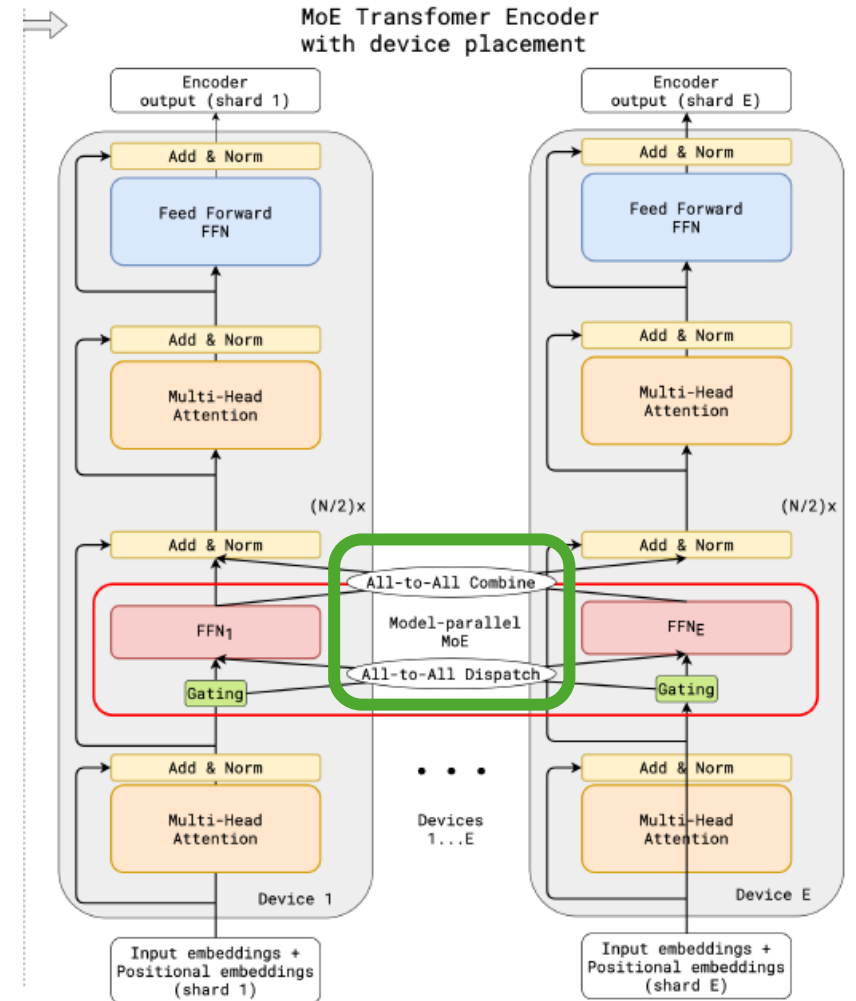 MoE Transfomer Encoder
with device placement
Encoder
output (shard 1)
Add & Norm
Feed Forward
FFN
Add & Norm
Multi-Head
Attention
(N/2)x
Add & Norm
FFN1
Gating
Add & Norm
Multi-Head
Attention
Device 1
Input embeddings +
Positional embeddings
(shard 1)
All-to-All Combine
Model-parallel
MoE
All-to-All Dispatch
• • •
Devices
1...E
Encoder
output (shard E)
Add & Norm
Feed Forward
FFN
Add & Norm
Multi-Head
Attention
(N/2)x
Add & Norm
FFNE
Gating
Add & Norm
Multi-Head
Attention
Device E
Input embeddings +
Positional embeddings
(shard E)